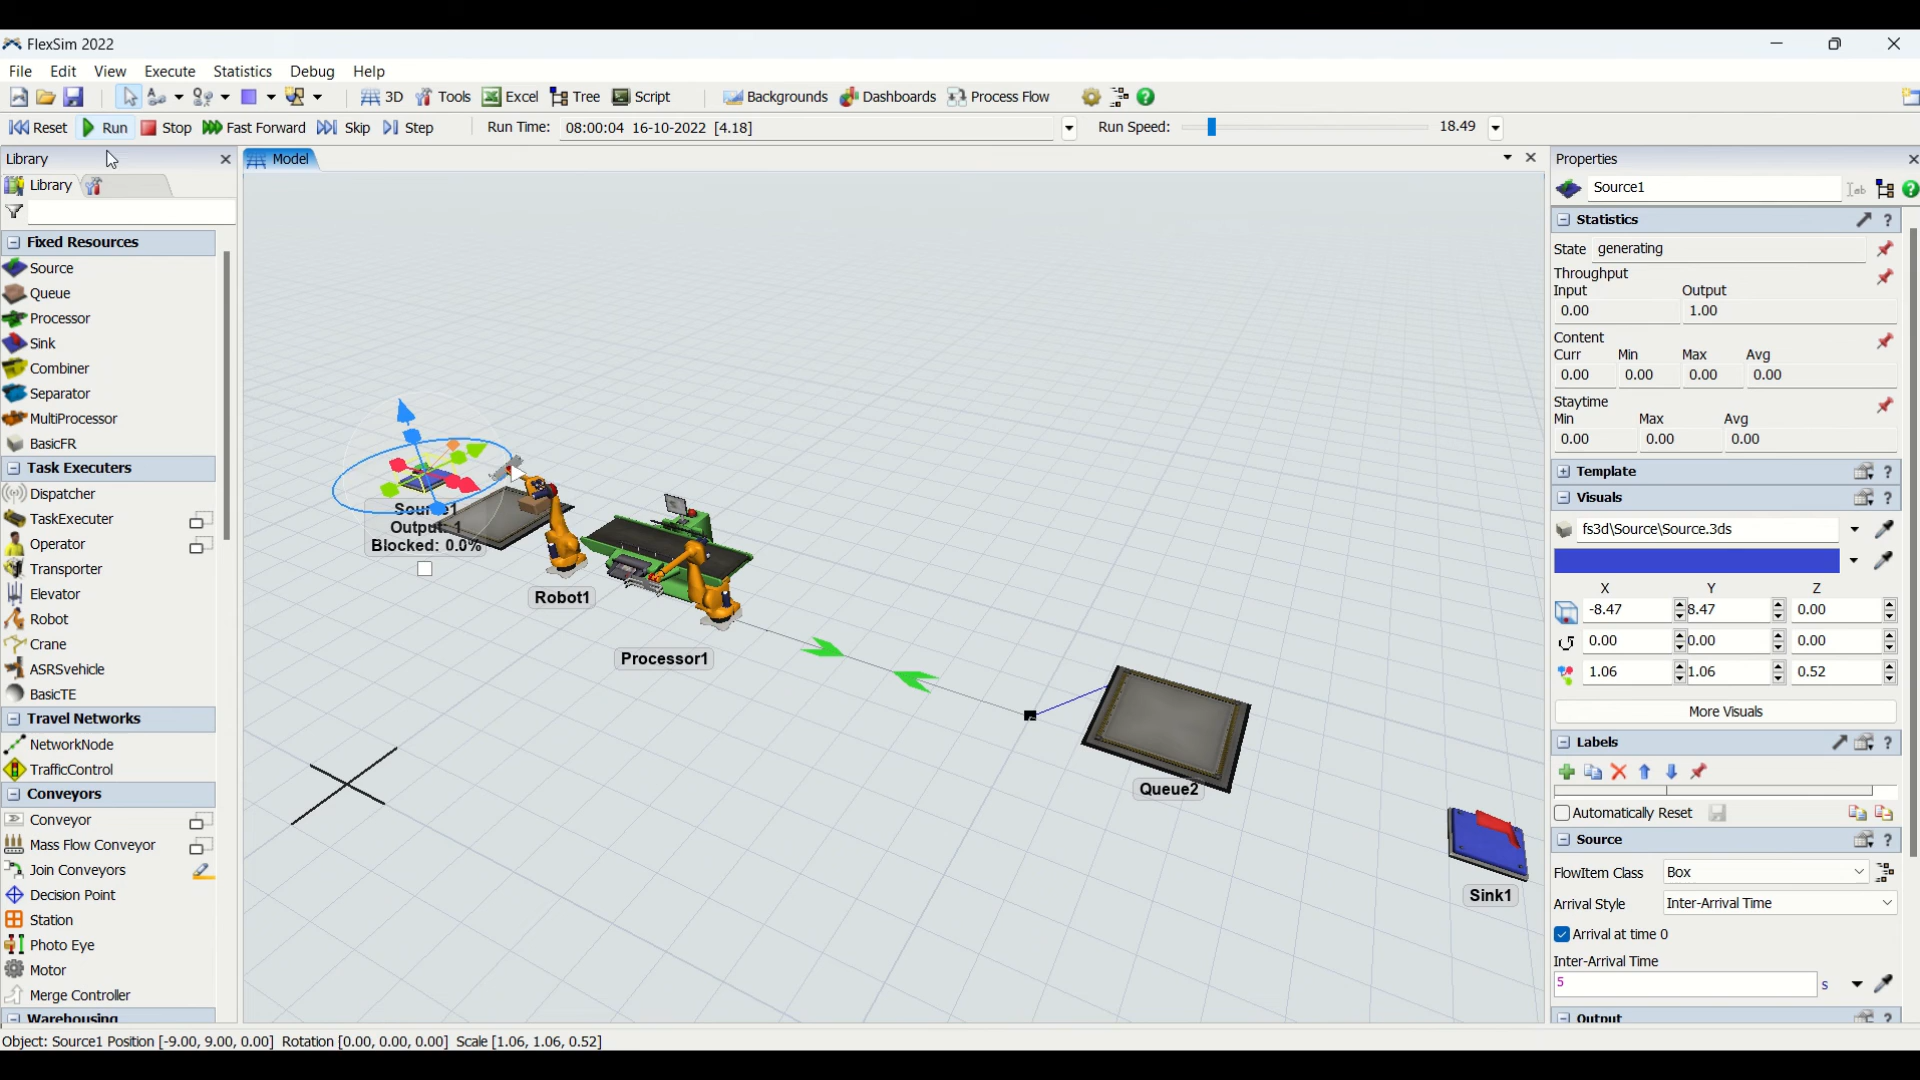 FlexSim 2022
File Edit View Execute Statistics Debug Help
3D Tools Excel Tree Script Backgrounds Dashboards Process Flow
Reset Run Stop Fast Forward Skip Step Run Time: 08:00:04 16-10-2022 [4.18] Run Speed: 18.49
Library
Library
Fixed Resources
Source
Queue
Processor
Sink
Combiner
Separator
MultiProcessor
BasicFR
Task Executers
Dispatcher
TaskExecuter
Operator
Transporter
Elevator
Robot
Crane
ASRSvehicle
BasicTE
Travel Networks
NetworkNode
TrafficControl
Conveyors
Conveyor
Mass Flow Conveyor
Join Conveyors
Decision Point
Station
Photo Eye
Motor
Merge Controller
Warehousing
Model
Source1
Output: 1
Blocked: 0.0%
Robot1
Processor1
Queue2
Sink1
Properties
Source1
Statistics
State generating
Throughput
Input Output
0.00 1.00
Content
Curr Min Max Avg
0.00 0.00 0.00 0.00
Staytime
Min Max Avg
0.00 0.00 0.00
Template
Visuals
fs3d\Source\Source.3ds
X Y Z
-8.47 8.47 0.00
0.00 0.00 0.00
1.06 1.06 0.52
More Visuals
Labels
Automatically Reset
Source
FlowItem Class Box
Arrival Style Inter-Arrival Time
Arrival at time 0
Inter-Arrival Time
5 s
Output
Object: Source1 Position [-9.00, 9.00, 0.00] Rotation [0.00, 0.00, 0.00] Scale [1.06, 1.06, 0.52]